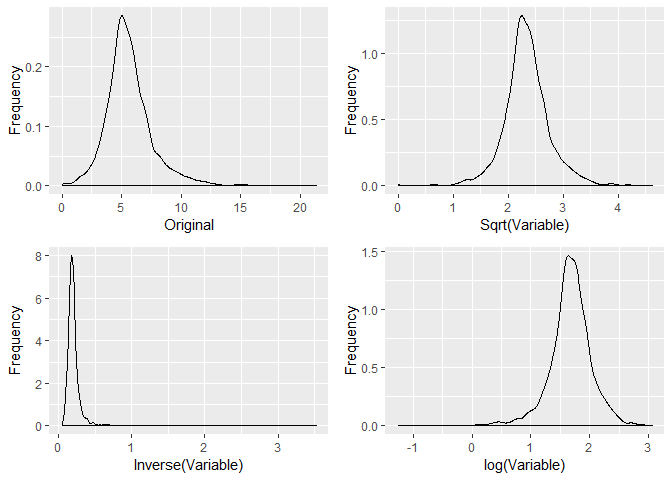 Frequency
0.2
0.1
0.0
0 5 10 15 20
Original
Frequency
1.0
0.5
0.0
0 1 2 3 4
Sqrt(Variable)
Frequency
8
6
4
2
0
0 1 2 3
Inverse(Variable)
Frequency
1.5
1.0
0.5
0.0
-1 0 1 2 3
log(Variable)